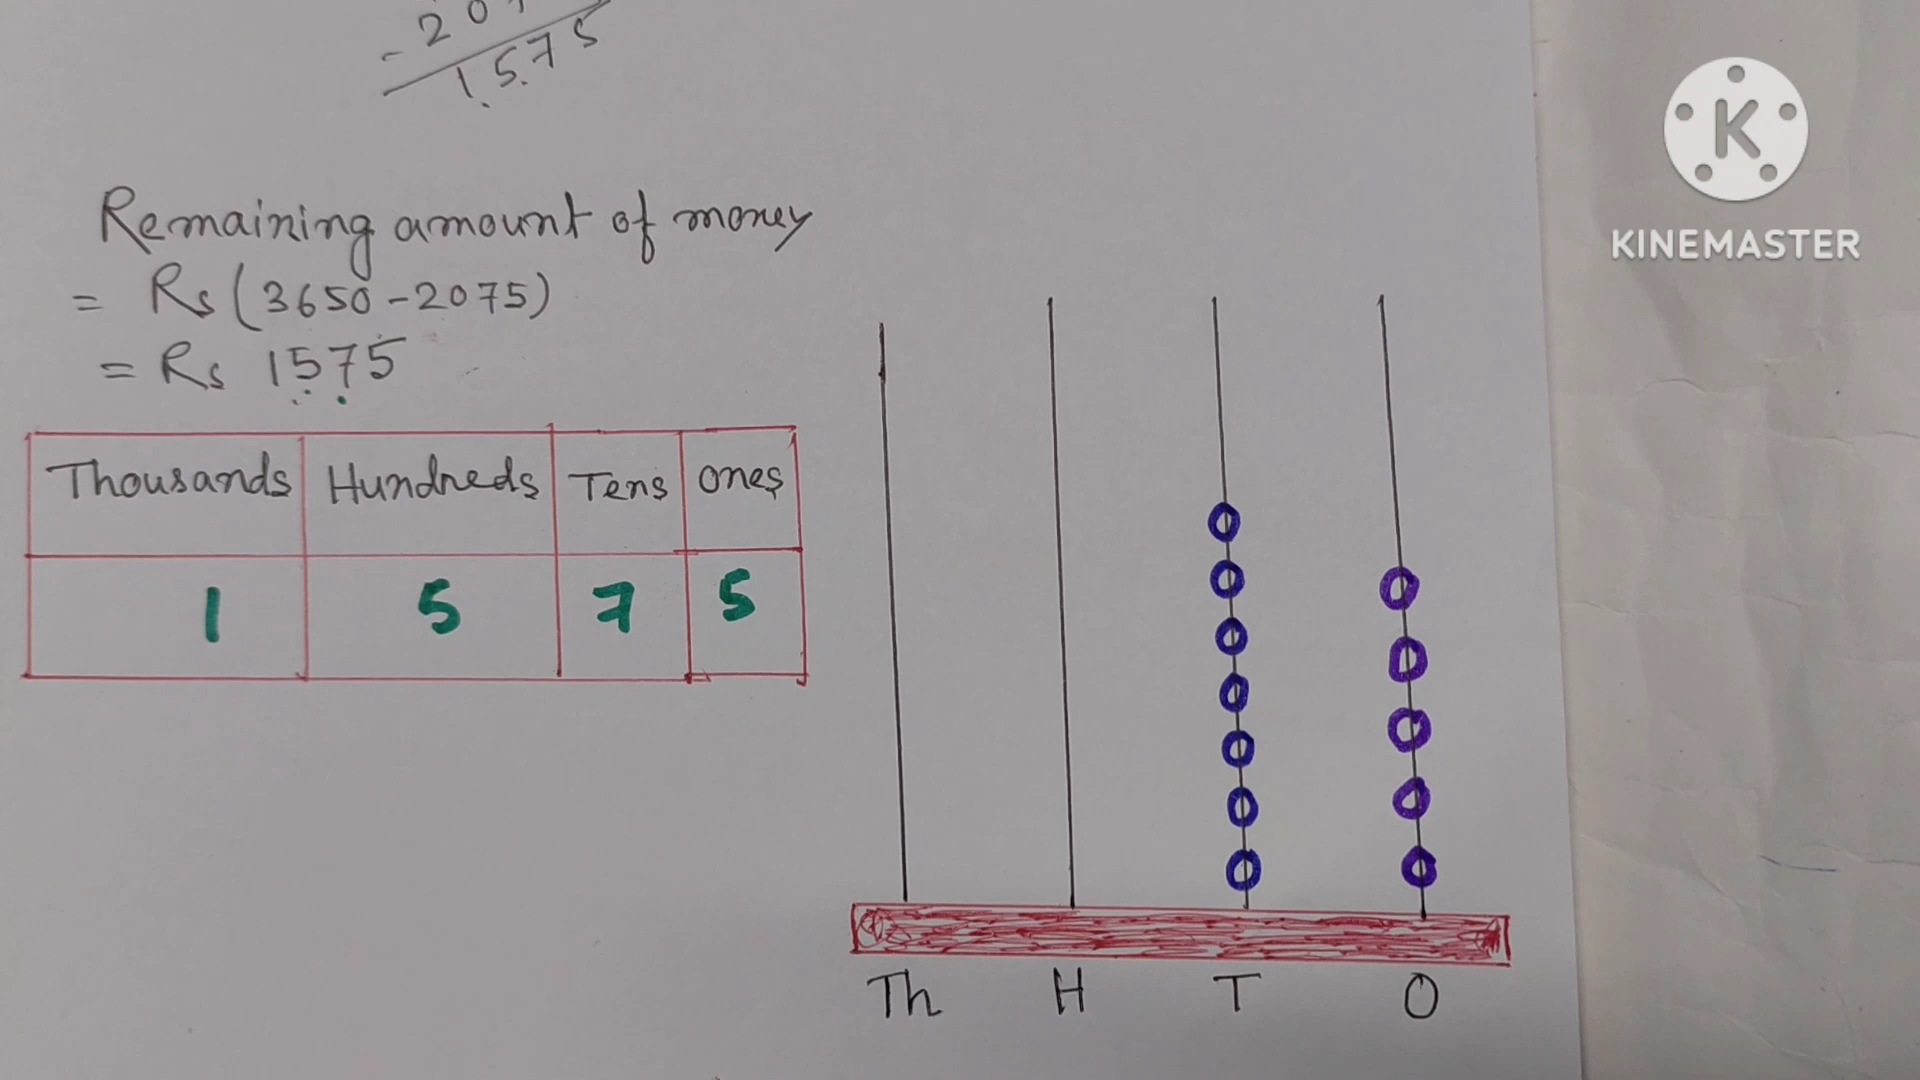 1575
Remaining amount of money
= Rs (3650-2075)
= Rs 1575
Thousands Hundreds Tens Ones
1 5 7 5
Th H T O
K
KINEMASTER